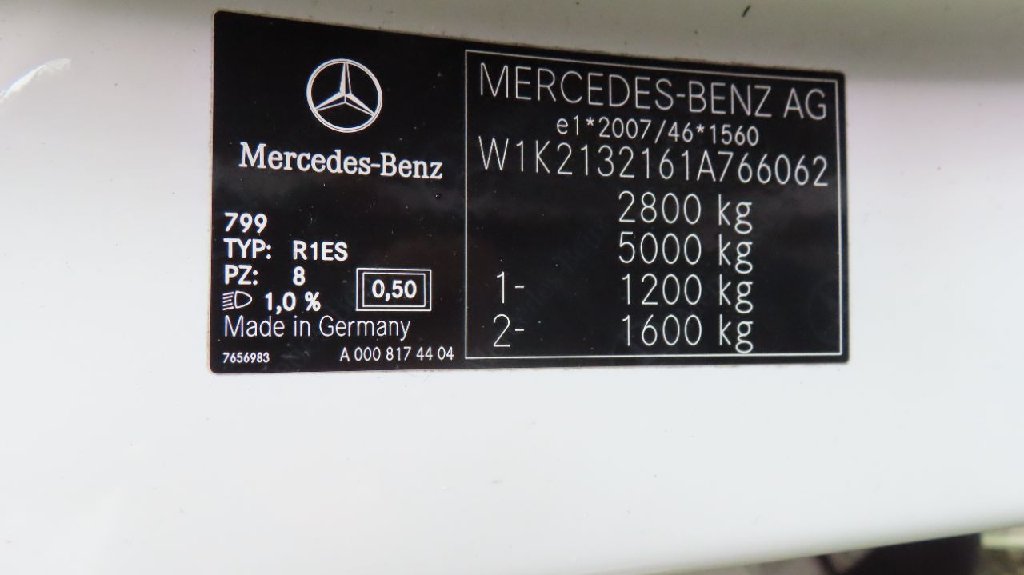 Mercedes-Benz
799
TYP: R1ES
PZ: 8
1,0 %
0,50
Made in Germany
7656983 A 000 817 44 04
MERCEDES-BENZ AG
e1*2007/46*1560
W1K2132161A766062
2800 kg
5000 kg
1- 1200 kg
2- 1600 kg